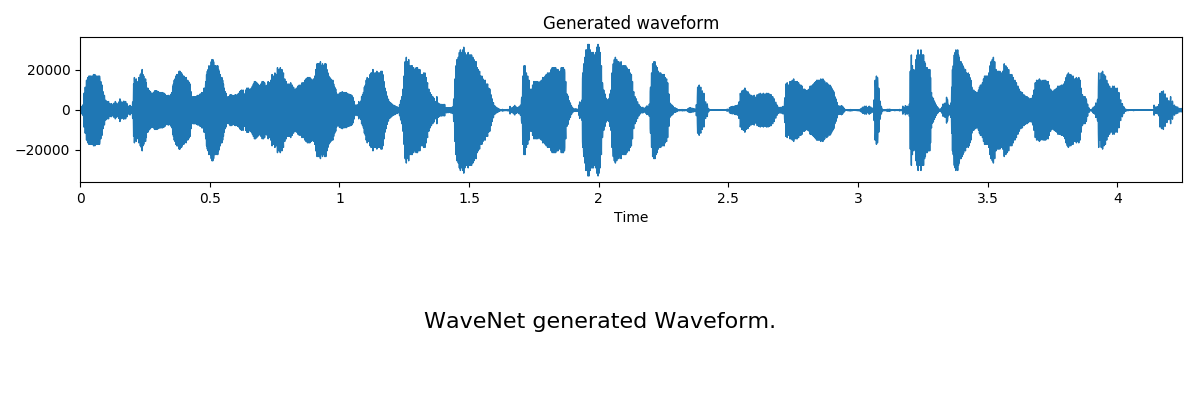 Generated waveform
20000
0
−20000
0 0.5 1 1.5 2 2.5 3 3.5 4
Time
WaveNet generated Waveform.